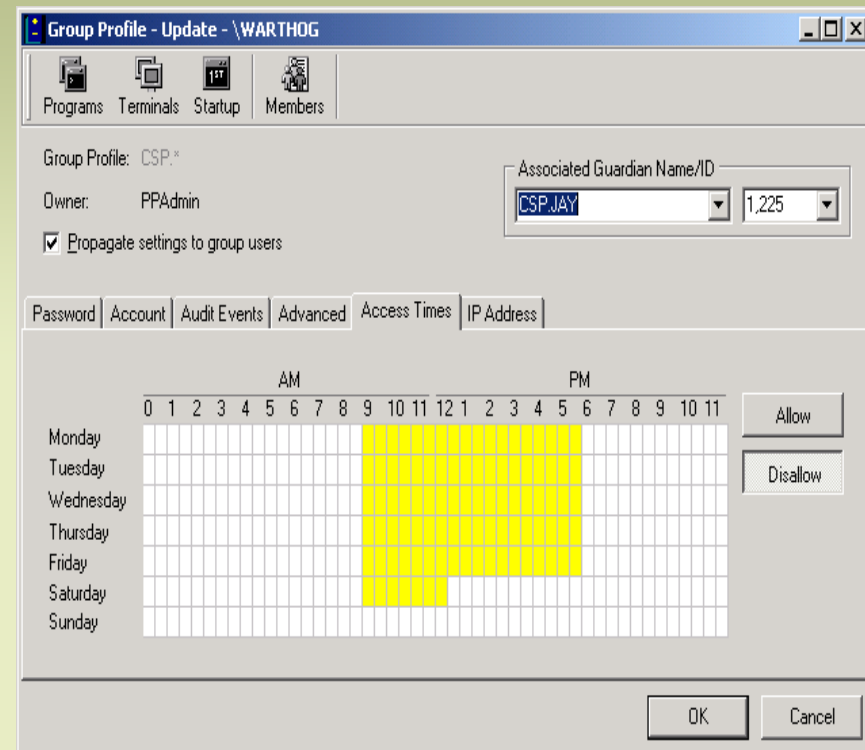 Group Profile - Update - \WARTHOG
Programs Terminals Startup Members
Group Profile: CSP.*
Owner: PPAdmin
Propagate settings to group users
Associated Guardian Name/ID
CSP.JAY 1,225
Password Account Audit Events Advanced Access Times IP Address
AM PM
0 1 2 3 4 5 6 7 8 9 10 11 12 1 2 3 4 5 6 7 8 9 10 11
Monday
Tuesday
Wednesday
Thursday
Friday
Saturday
Sunday
Allow
Disallow
OK Cancel